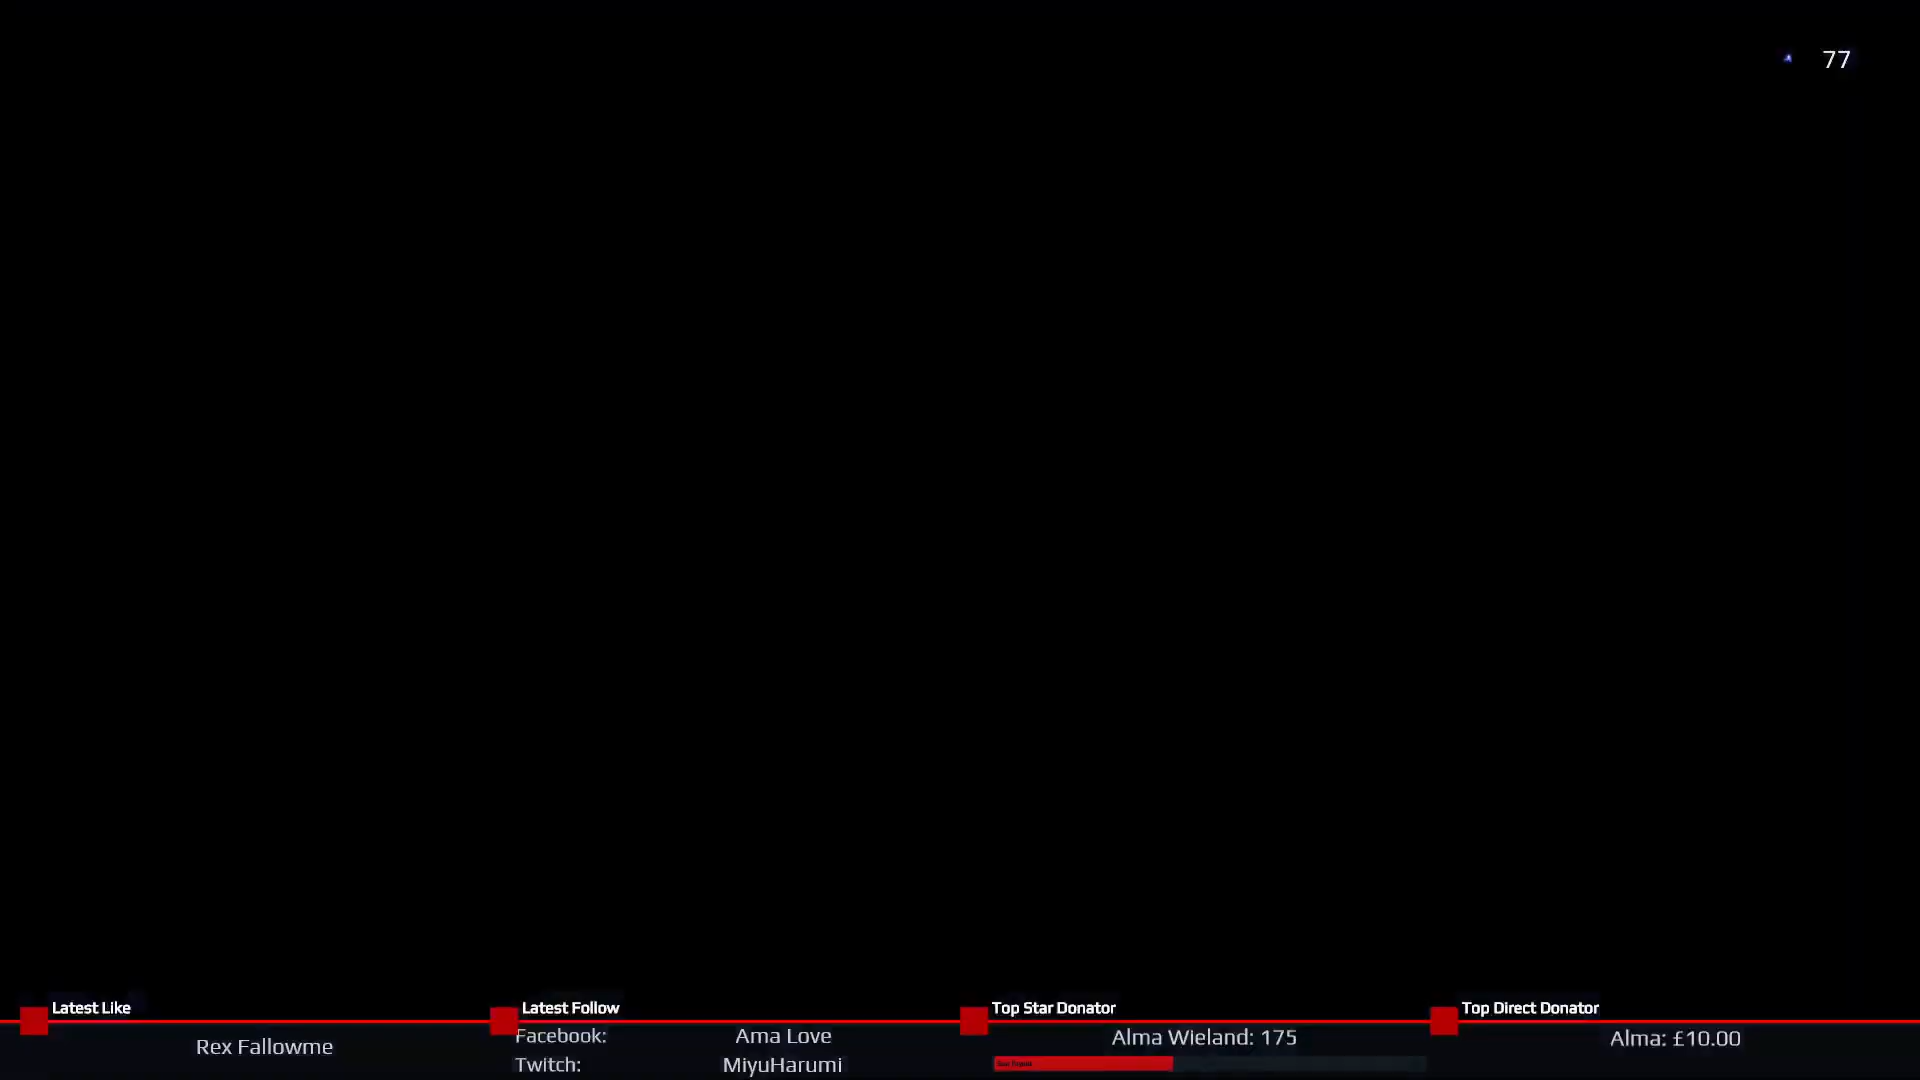 77
Latest Like
Rex Fallowme
Latest Follow
Facebook: Ama Love
Twitch: MiyuHarumi
Top Star Donator
Alma Wieland: 175
Top Direct Donator
Alma: £10.00